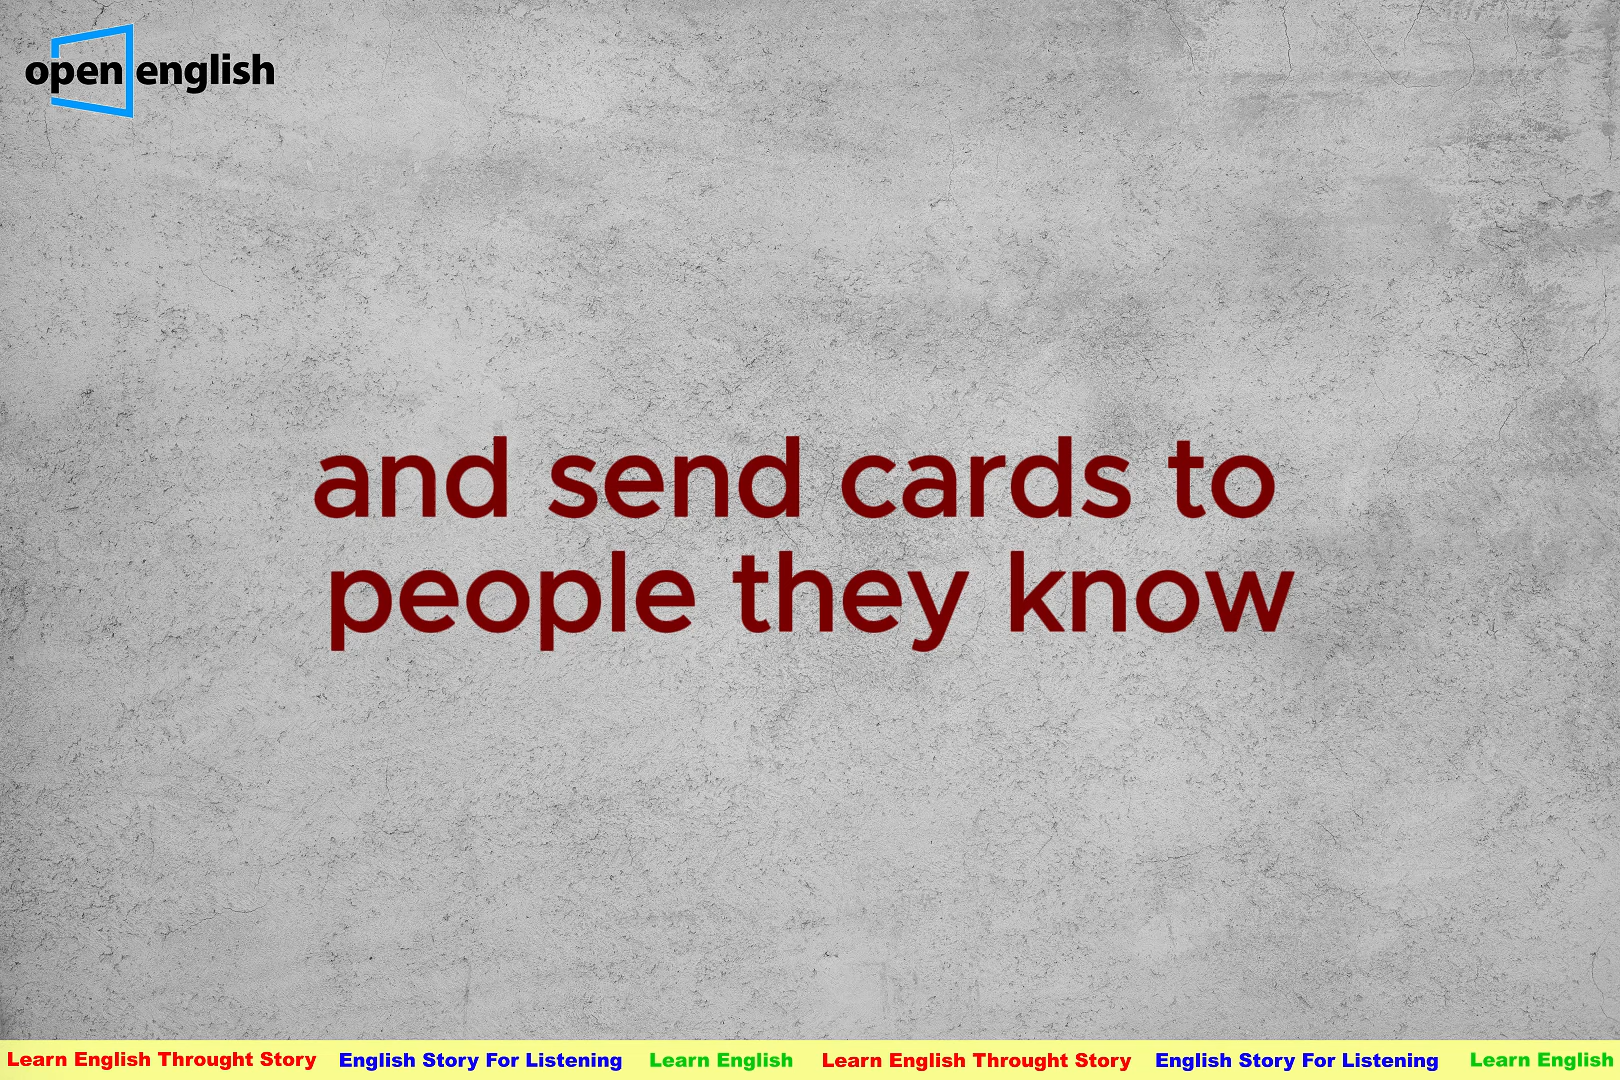 open english
and send cards to
people they know
Learn English Throught Story English Story For Listening Learn English Learn English Throught Story English Story For Listening Learn English